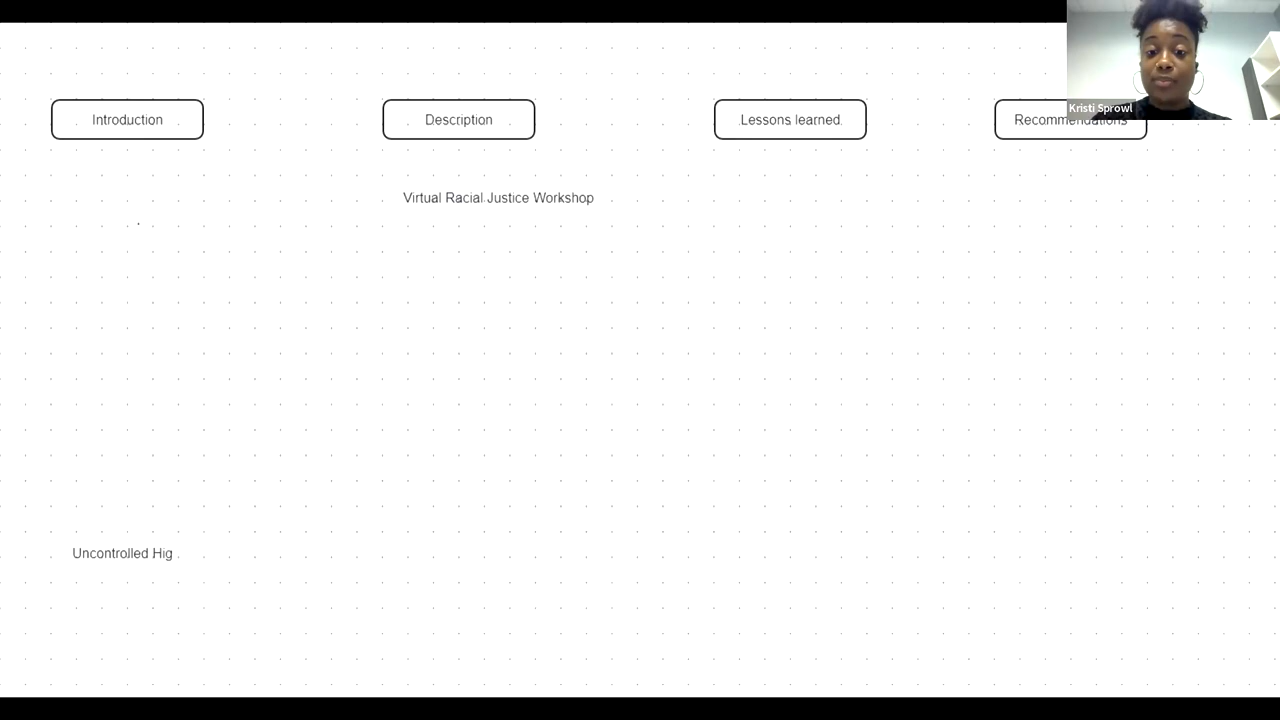 Kristi Sprowl
Introduction
Description
Lessons learned
Recommendations
Virtual Racial Justice Workshop
Uncontrolled Hig